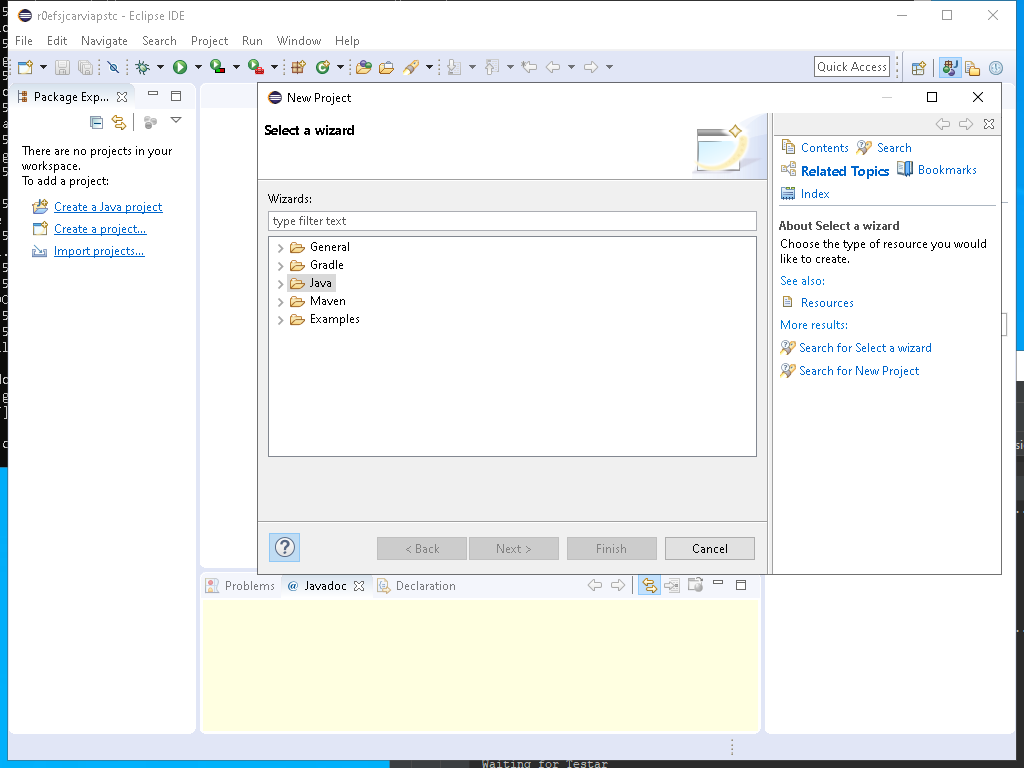 r0efsjcarviapstc - Eclipse IDE
File Edit Navigate Search Project Run Window Help
Quick Access
Package Exp...
There are no projects in your
workspace.
To add a project:
Create a Java project
Create a project...
Import projects...
New Project
Select a wizard
Wizards:
type filter text
General
Gradle
Java
Maven
Examples
< Back Next > Finish Cancel
Contents Search
Related Topics Bookmarks
Index
About Select a wizard
Choose the type of resource you would
like to create.
See also:
Resources
More results:
Search for Select a wizard
Search for New Project
Problems @ Javadoc Declaration
Waiting for Testar